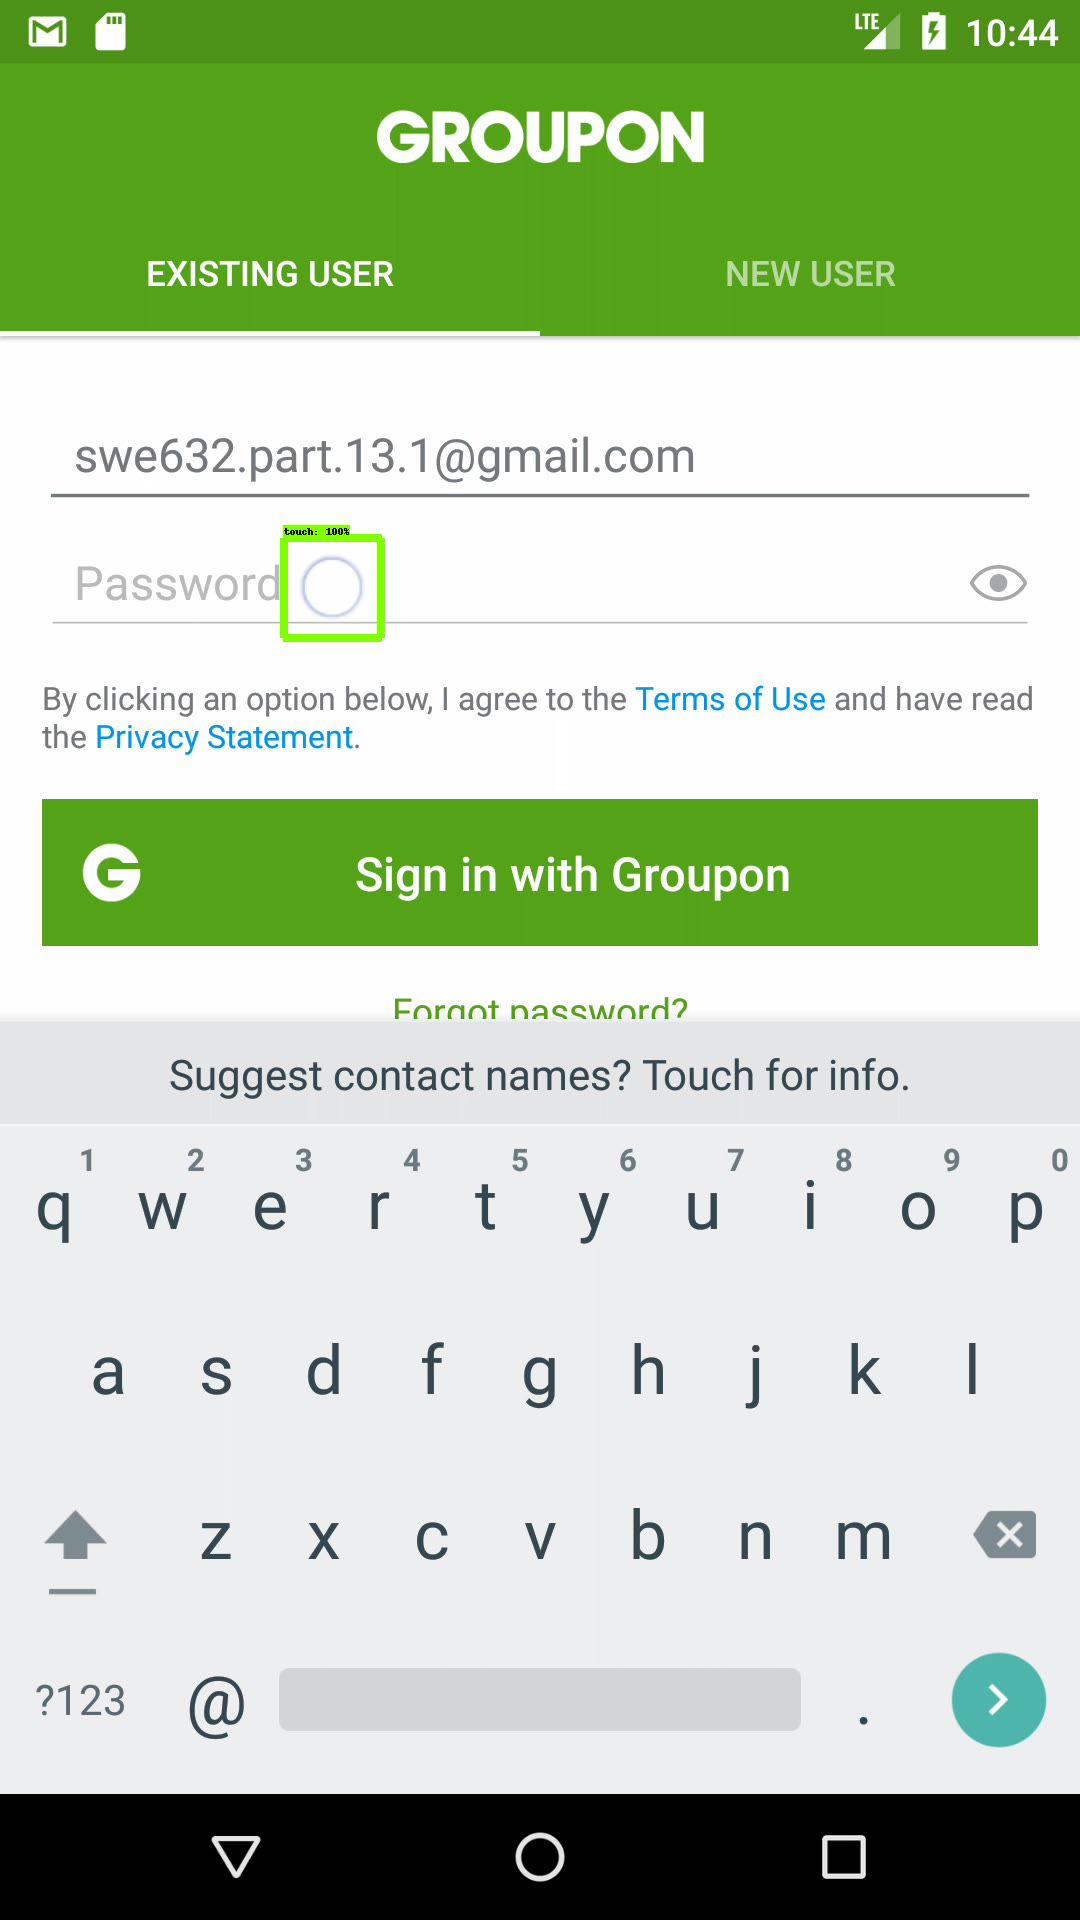 LTE 10:44
GROUPON
EXISTING USER NEW USER
swe632.part.13.1@gmail.com
touch: 100%
Password
By clicking an option below, I agree to the Terms of Use and have read
the Privacy Statement.
G Sign in with Groupon
Forgot password?
Suggest contact names? Touch for info.
1 2 3 4 5 6 7 8 9 0
q w e r t y u i o p
a s d f g h j k l
z x c v b n m
?123 @ .